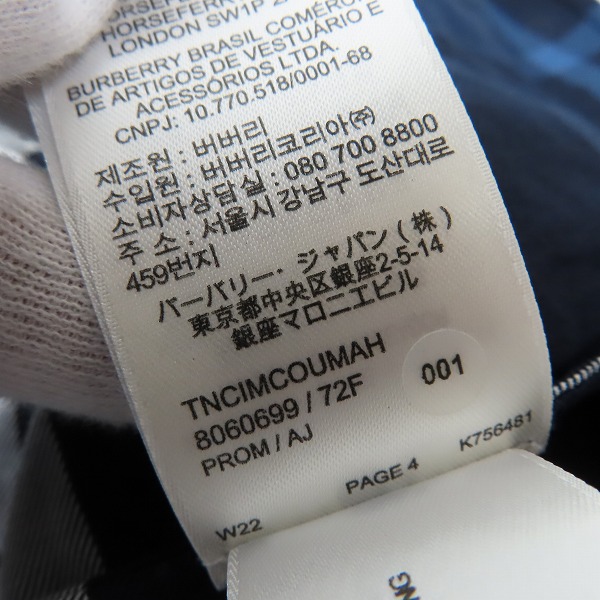 HORSEFERRY
LONDON SW1P
BURBERRY BRASIL COMÉRC
DE ARTIGOS DE VESTUÁRIO E
ACESSÓRIOS LTDA.
CNPJ: 10.770.518/0001-68
제조원 : 버버리
수입원 : 버버리코리아㈜
소비자상담실 : 080 700 8800
주 소 : 서울시 강남구 도산대로
459번지
バーバリー・ジャパン(株)
東京都中央区銀座2-5-14
銀座マロニエビル
TNCIMCOUMAH
8060699 / 72F
001
PROM / AJ
W22 PAGE 4 K756481
NG